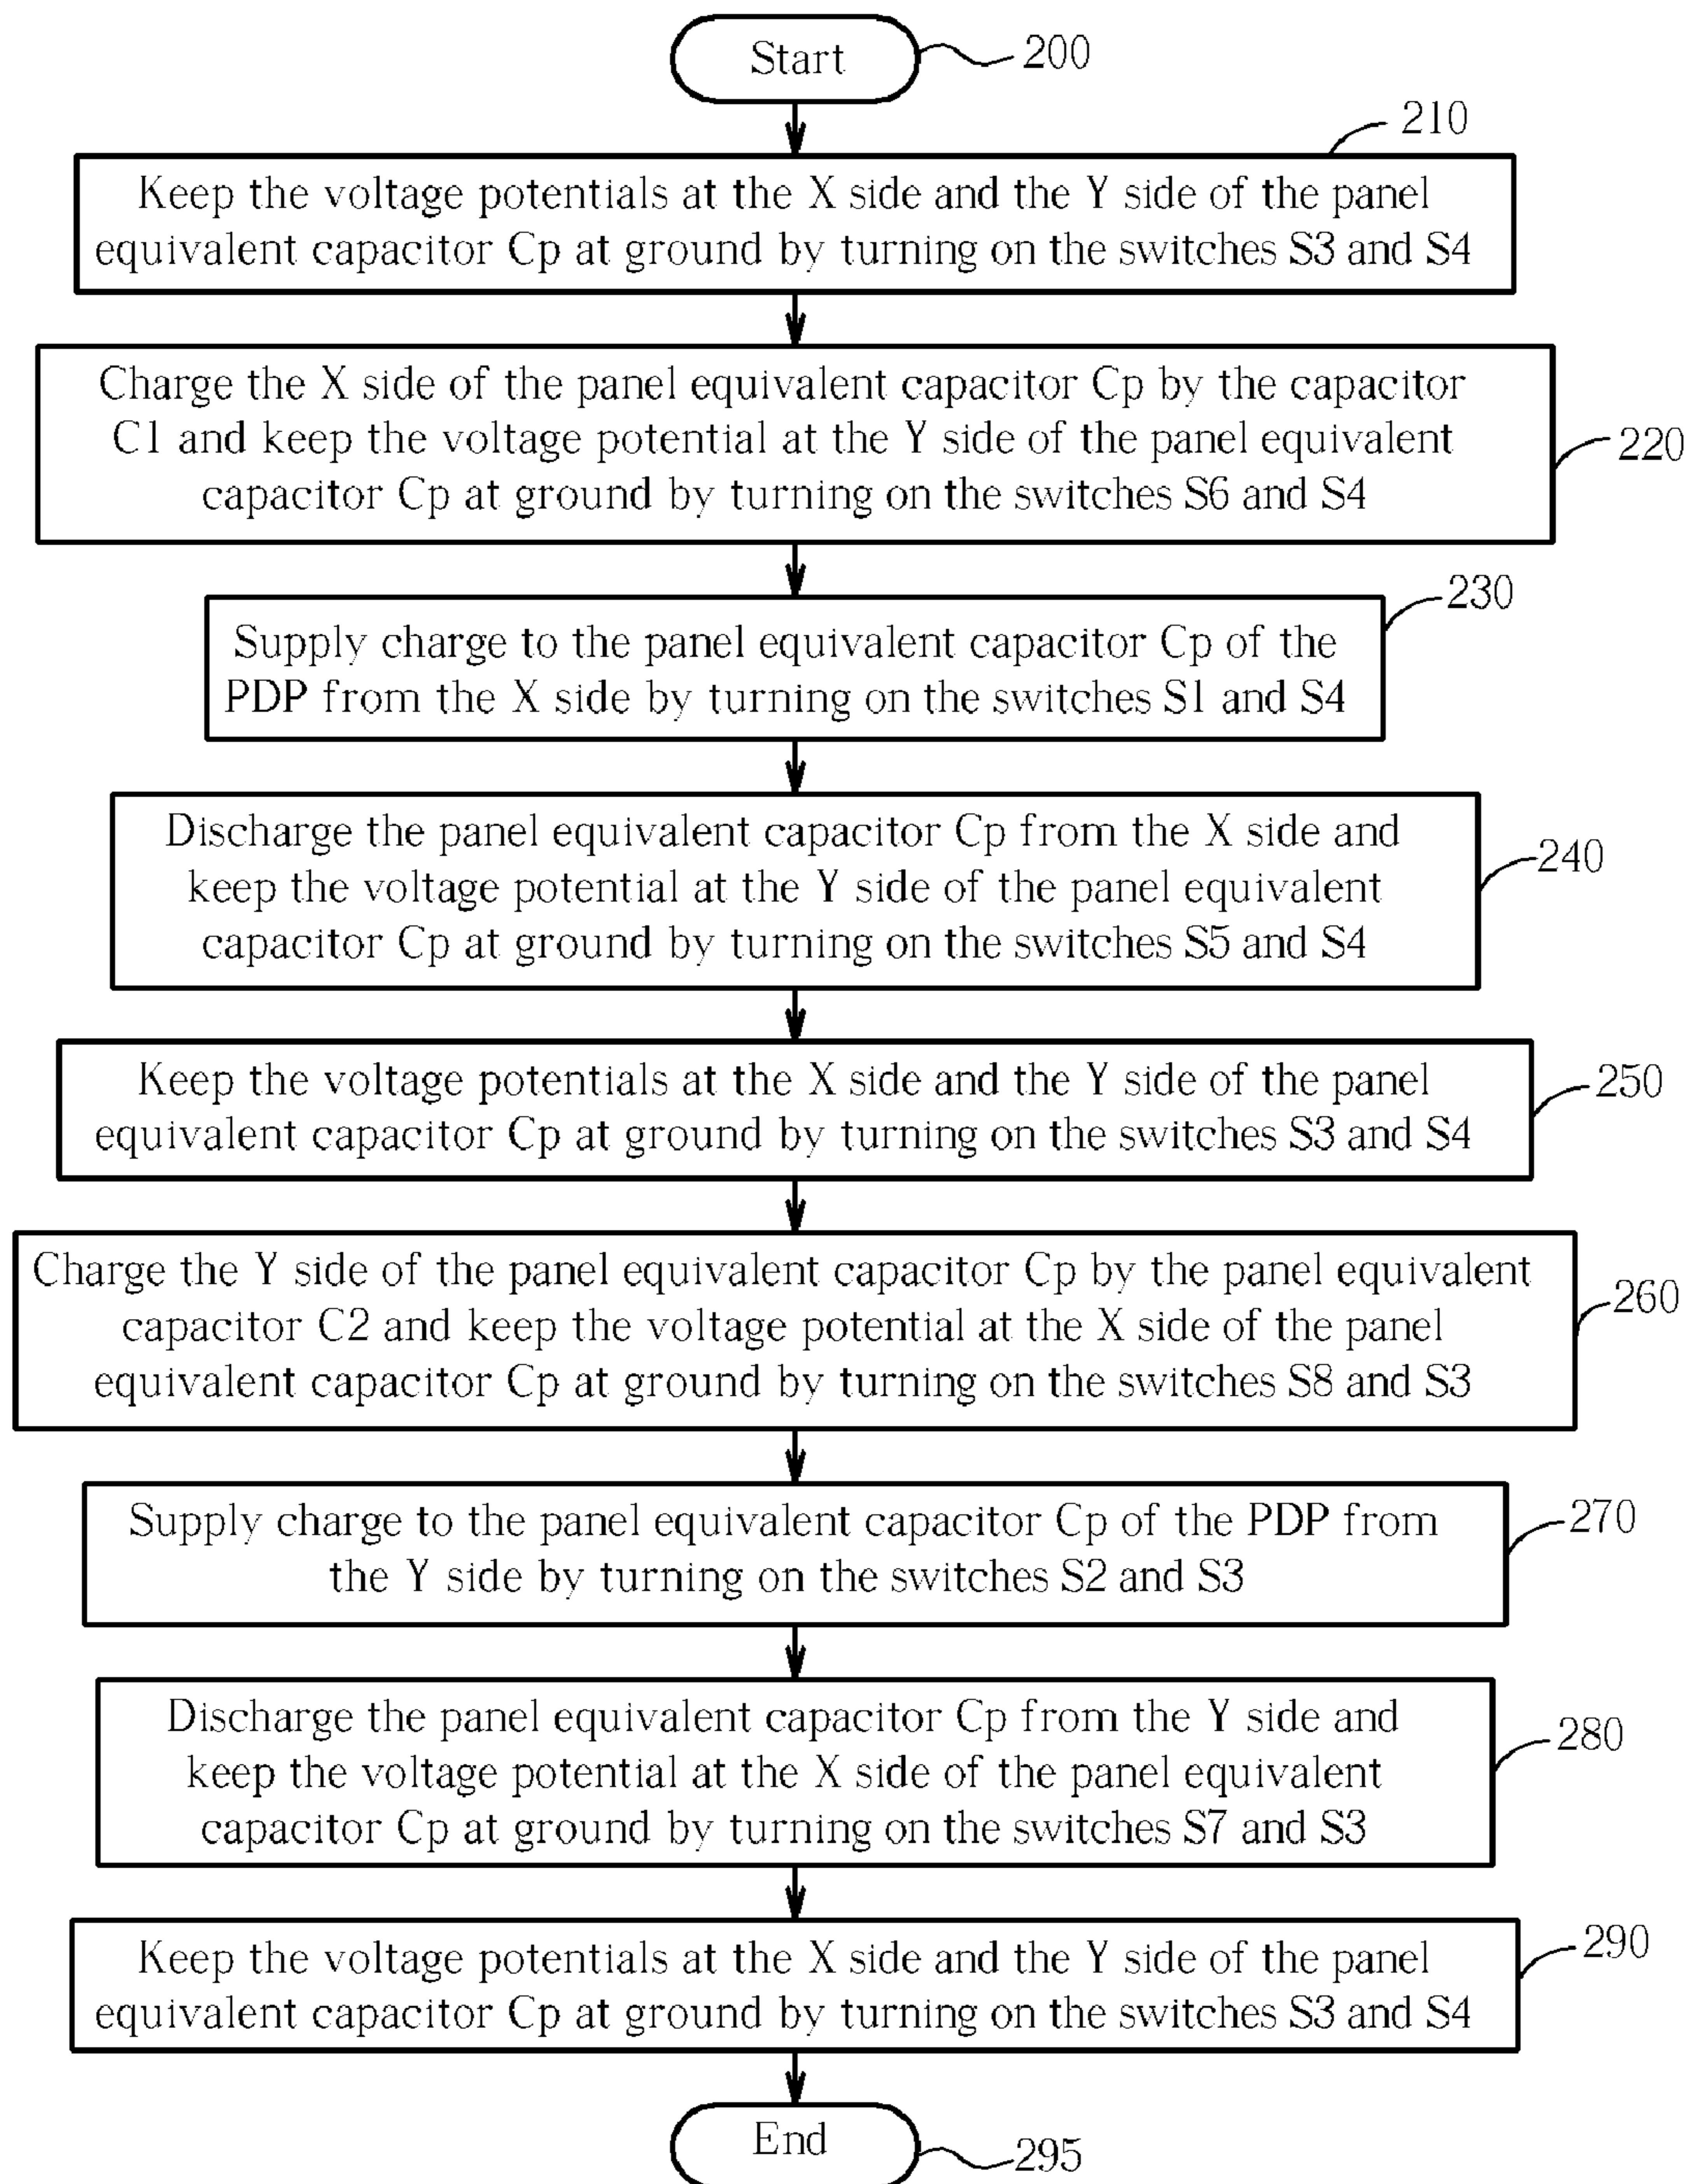 Start
200
210
Keep the voltage potentials at the X side and the Y side of the panel
equivalent capacitor Cp at ground by turning on the switches S3 and S4
Charge the X side of the panel equivalent capacitor Cp by the capacitor
C1 and keep the voltage potential at the Y side of the panel equivalent
capacitor Cp at ground by turning on the switches S6 and S4
220
230
Supply charge to the panel equivalent capacitor Cp of the
PDP from the X side by turning on the switches S1 and S4
Discharge the panel equivalent capacitor Cp from the X side and
keep the voltage potential at the Y side of the panel equivalent
capacitor Cp at ground by turning on the switches S5 and S4
240
Keep the voltage potentials at the X side and the Y side of the panel
equivalent capacitor Cp at ground by turning on the switches S3 and S4
250
Charge the Y side of the panel equivalent capacitor Cp by the panel equivalent
capacitor C2 and keep the voltage potential at the X side of the panel
equivalent capacitor Cp at ground by turning on the switches S8 and S3
260
Supply charge to the panel equivalent capacitor Cp of the PDP from
the Y side by turning on the switches S2 and S3
270
Discharge the panel equivalent capacitor Cp from the Y side and
keep the voltage potential at the X side of the panel equivalent
capacitor Cp at ground by turning on the switches S7 and S3
280
Keep the voltage potentials at the X side and the Y side of the panel
equivalent capacitor Cp at ground by turning on the switches S3 and S4
290
End
295